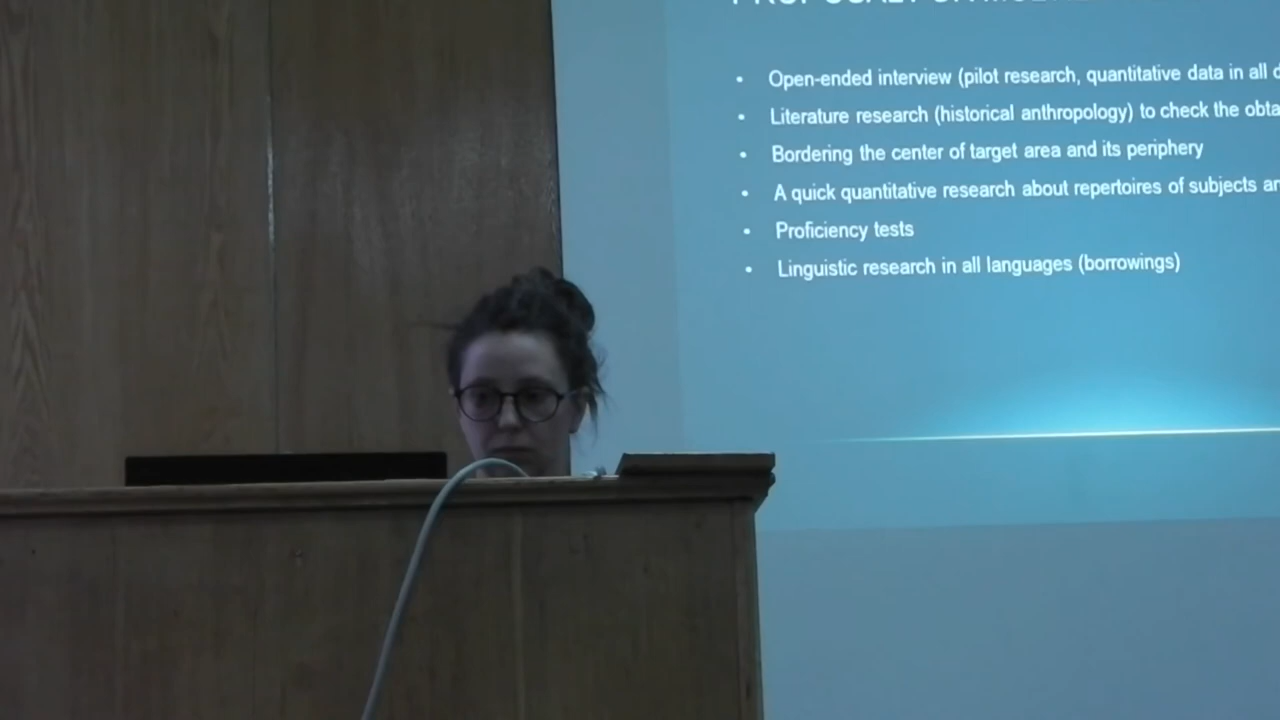 • Open-ended interview (pilot research, quantitative data in all
• Literature research (historical anthropology) to check the
• Bordering the center of target area and its periphery
• A quick quantitative research about repertoires of subjects
• Proficiency tests
• Linguistic research in all languages (borrowings)